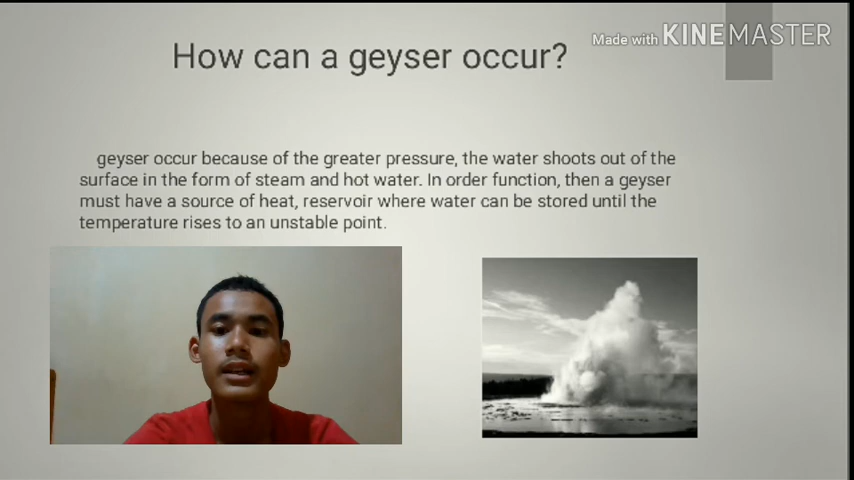 Made with KINEMASTER
How can a geyser occur?
geyser occur because of the greater pressure, the water shoots out of the
surface in the form of steam and hot water. In order function, then a geyser
must have a source of heat, reservoir where water can be stored until the
temperature rises to an unstable point.